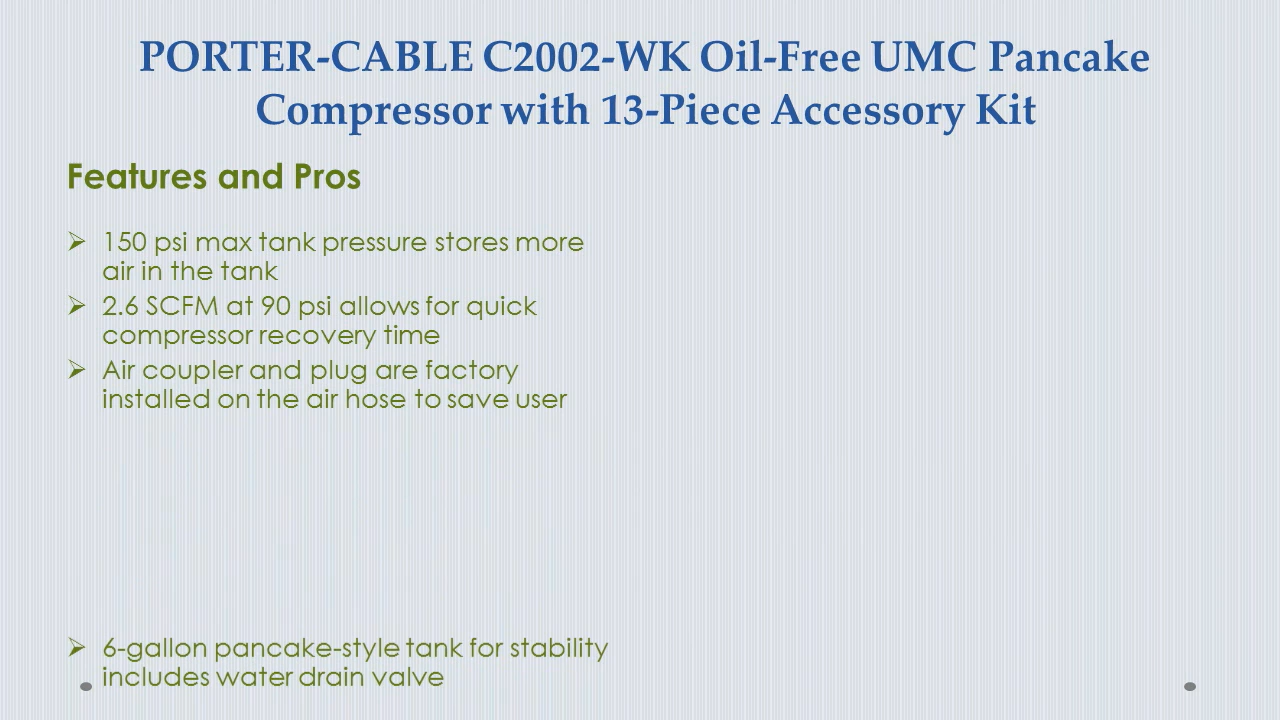 PORTER-CABLE C2002-WK Oil-Free UMC Pancake
Compressor with 13-Piece Accessory Kit
Features and Pros
150 psi max tank pressure stores more
air in the tank
2.6 SCFM at 90 psi allows for quick
compressor recovery time
Air coupler and plug are factory
installed on the air hose to save user
6-gallon pancake-style tank for stability
includes water drain valve